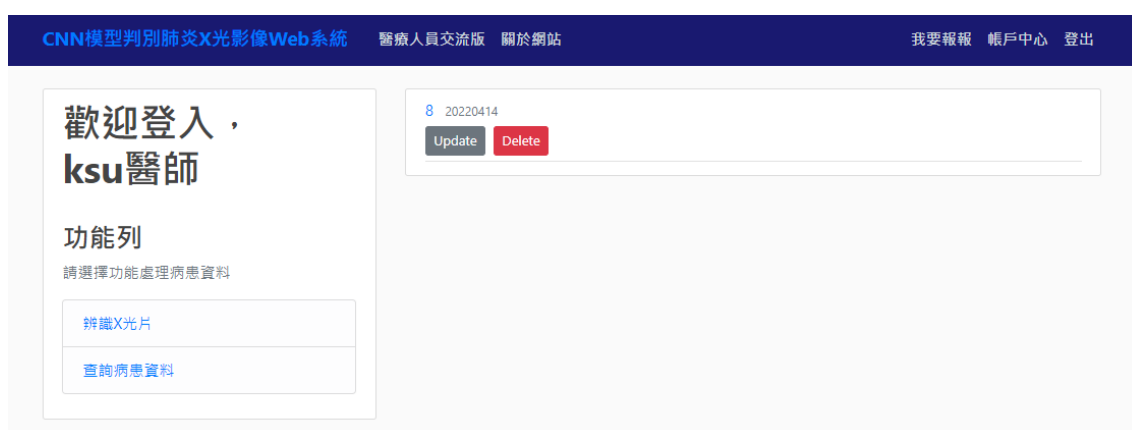 CNN模型判別肺炎X光影像Web系統 醫療人員交流版 關於網站 我要報報 帳戶中心 登出
歡迎登入，
ksu醫師
功能列
請選擇功能處理病患資料
辨識X光片
查詢病患資料
8 20220414
Update Delete